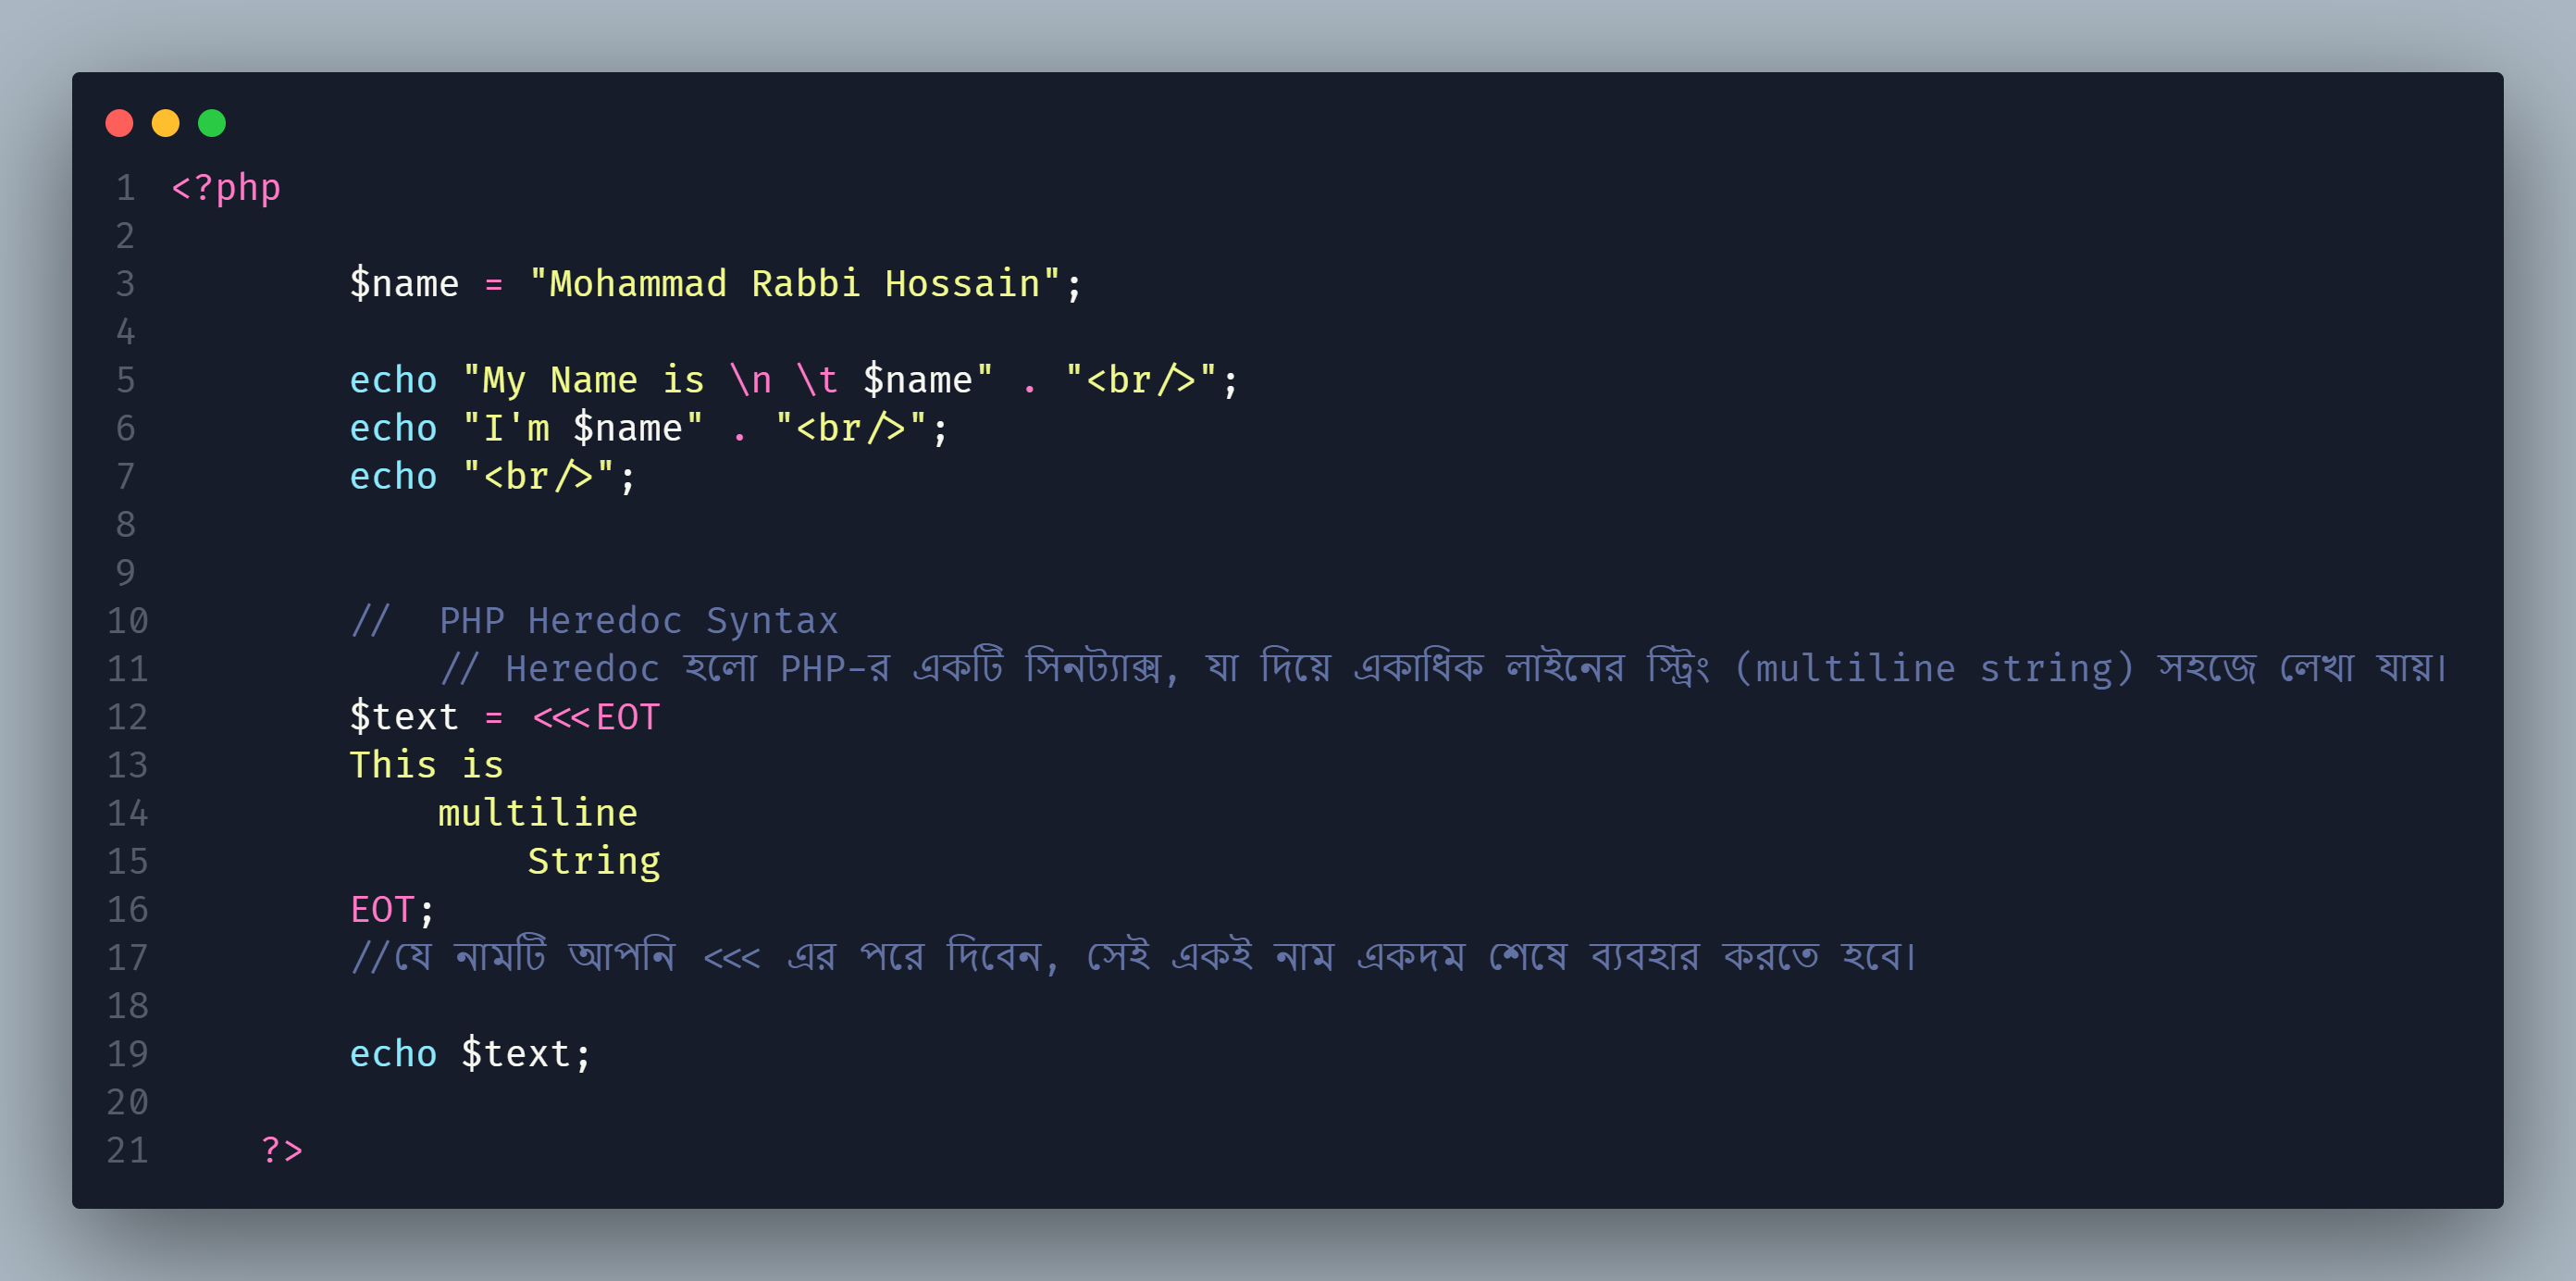 1 <?php
2
3         $name = "Mohammad Rabbi Hossain";
4
5         echo "My Name is \n \t $name" . "<br/>";
6         echo "I'm $name" . "<br/>";
7         echo "<br/>";
8
9
10         //  PHP Heredoc Syntax
11             // Heredoc হলো PHP-র একটি সিনট্যাক্স, যা দিয়ে একাধিক লাইনের স্ট্রিং (multiline string) সহজে লেখা যায়।
12         $text = <<<EOT
13         This is
14             multiline
15                 String
16         EOT;
17         //যে নামটি আপনি <<< এর পরে দিবেন, সেই একই নাম একদম শেষে ব্যবহার করতে হবে।
18
19         echo $text;
20
21     ?>